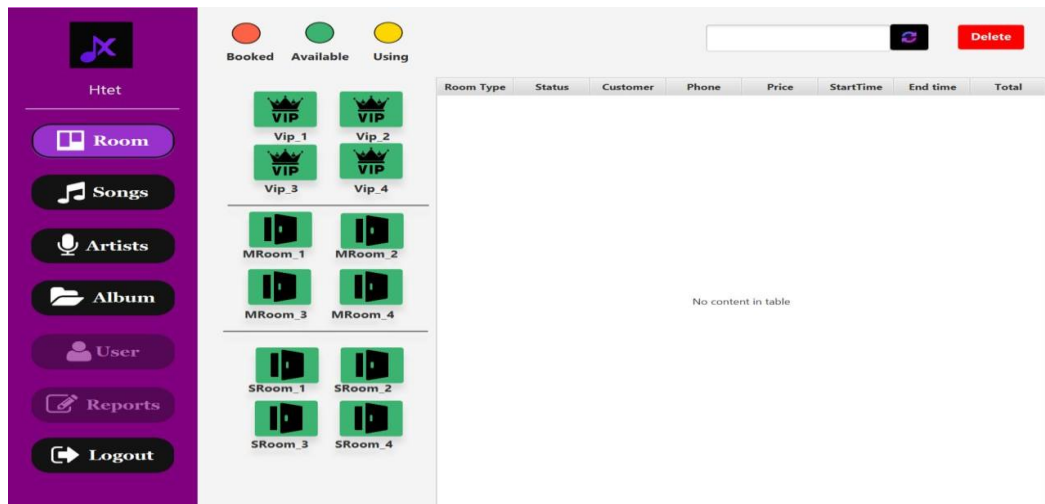 Htet
Room
Songs
Artists
Album
User
Reports
Logout
Booked Available Using
Delete
VIP VIP
Vip_1 Vip_2
VIP VIP
Vip_3 Vip_4
MRoom_1 MRoom_2
MRoom_3 MRoom_4
SRoom_1 SRoom_2
SRoom_3 SRoom_4
Room Type Status Customer Phone Price StartTime End time Total
No content in table